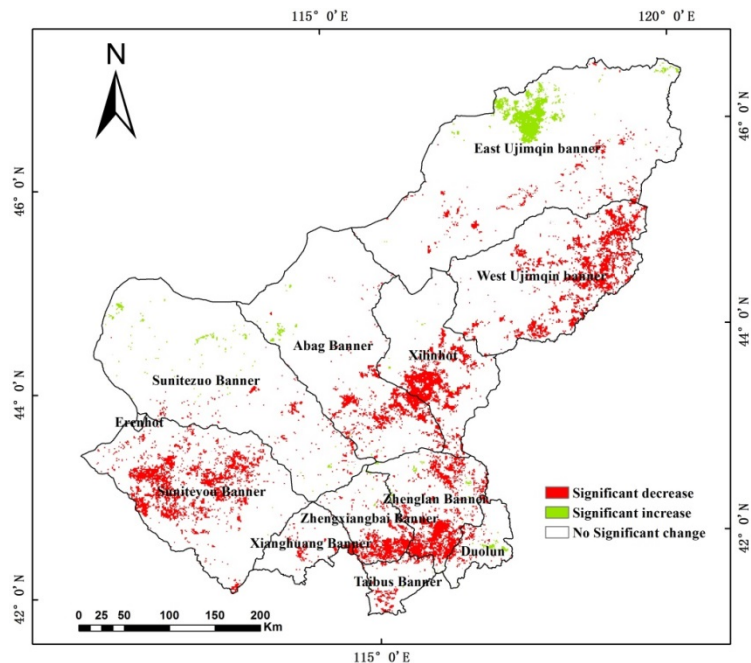 115° 0′E
120° 0′E
N
46° 0′N
46° 0′N
East Ujimqin banner
West Ujimqin banner
44° 0′N
Abag Banner
Xilinhot
Sunitezuo Banner
44° 0′N
Erenhot
Suniteyou Banner
Zhenglan Banner
Significant decrease
Significant increase
No Significant change
Zhengxiangbai Banner
42° 0′N
Xianghuang Banner
Duolun
Taibus Banner
42° 0′N
0 25 50 100 150 200
Km
115° 0′E